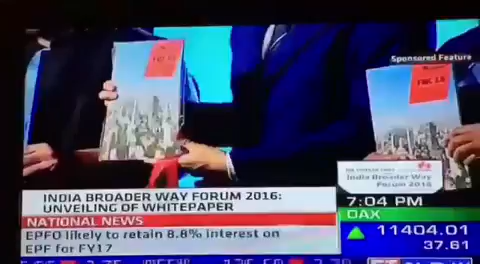 Sponsored Feature
India Broader Way
Forum 2016
INDIA BROADER WAY FORUM 2016:
UNVEILING OF WHITEPAPER
NATIONAL NEWS
EPFO likely to retain 8.8% interest on
EPF for FY17
7:04 PM
DAX
11404.01
37.61